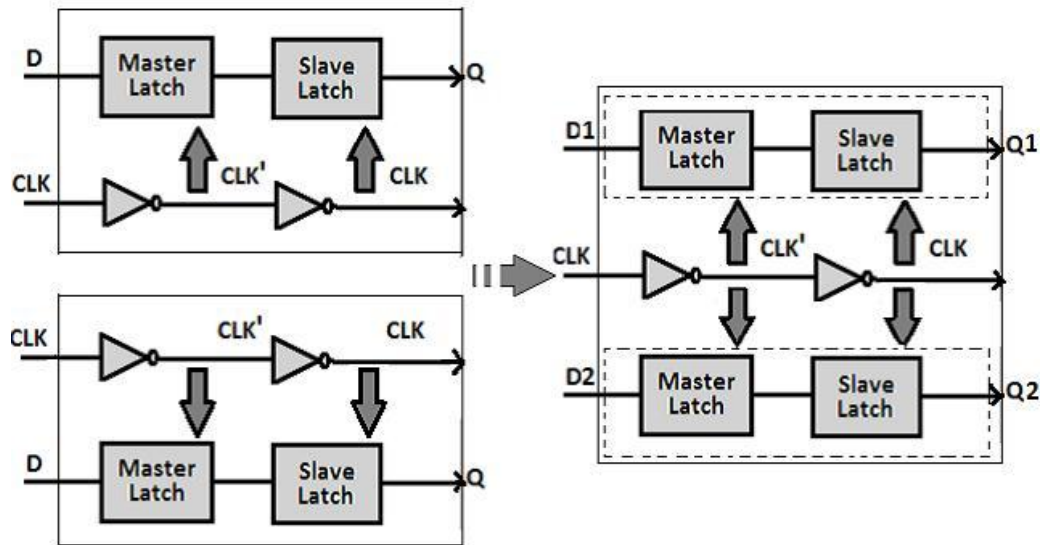 D
Master
Latch
Slave
Latch
Q
CLK
CLK'
CLK
CLK
CLK'
CLK
D
Master
Latch
Slave
Latch
Q
D1
Master
Latch
Slave
Latch
Q1
CLK
CLK'
CLK
D2
Master
Latch
Slave
Latch
Q2